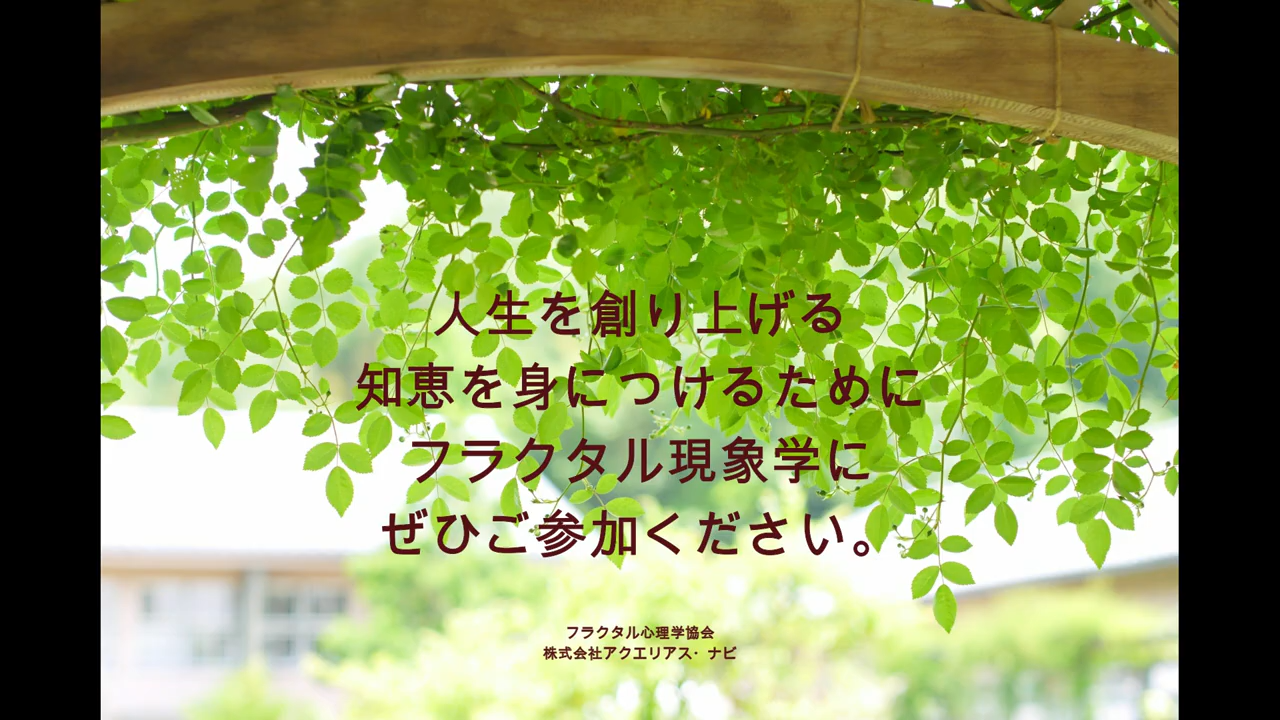 人生を創り上げる
知恵を身につけるために
フラクタル現象学に
ぜひご参加ください。
フラクタル心理学協会
株式会社アクエリアス・ナビ